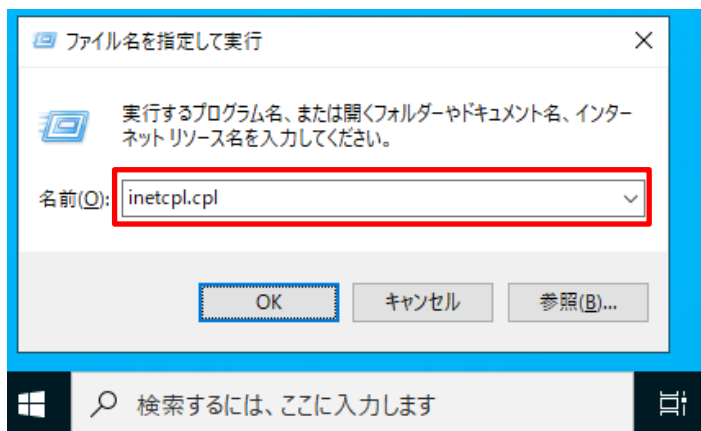 ファイル名を指定して実行
実行するプログラム名、または開くフォルダーやドキュメント名、インター
ネット リソース名を入力してください。
名前(O): inetcpl.cpl
OK キャンセル 参照(B)...
検索するには、ここに入力します